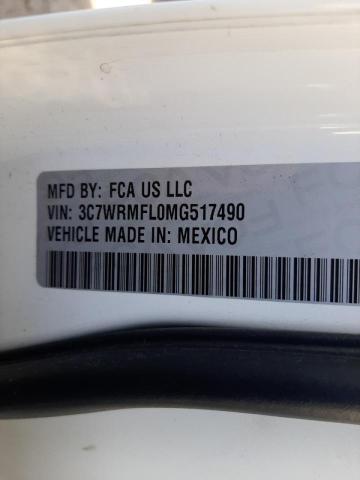 MFD BY: FCA US LLC
VIN: 3C7WRMFL0MG517490
VEHICLE MADE IN: MEXICO